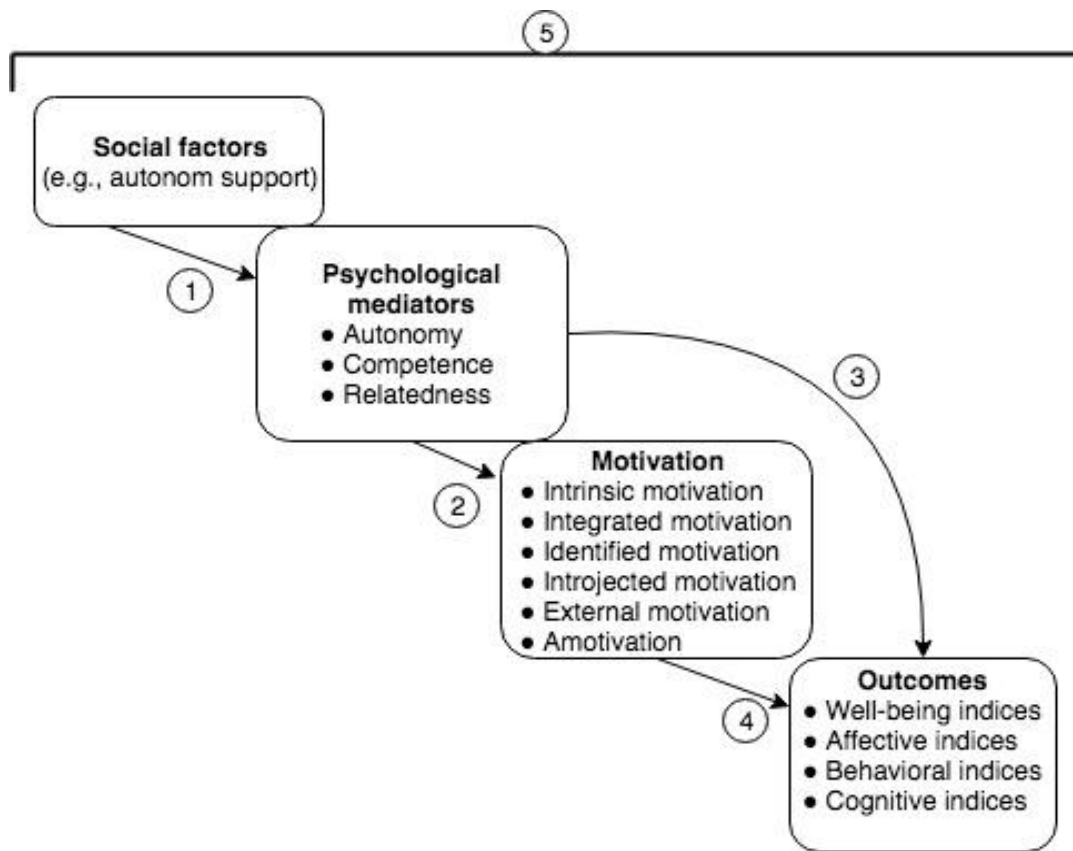 5
Social factors
(e.g., autonom support)
1
Psychological
mediators
● Autonomy
● Competence
● Relatedness
3
2
Motivation
● Intrinsic motivation
● Integrated motivation
● Identified motivation
● Introjected motivation
● External motivation
● Amotivation
4
Outcomes
● Well-being indices
● Affective indices
● Behavioral indices
● Cognitive indices